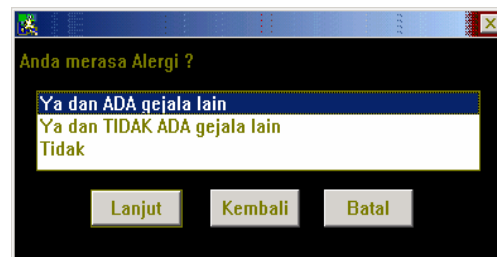 Anda merasa Alergi ?
Ya dan ADA gejala lain
Ya dan TIDAK ADA gejala lain
Tidak
Lanjut Kembali Batal